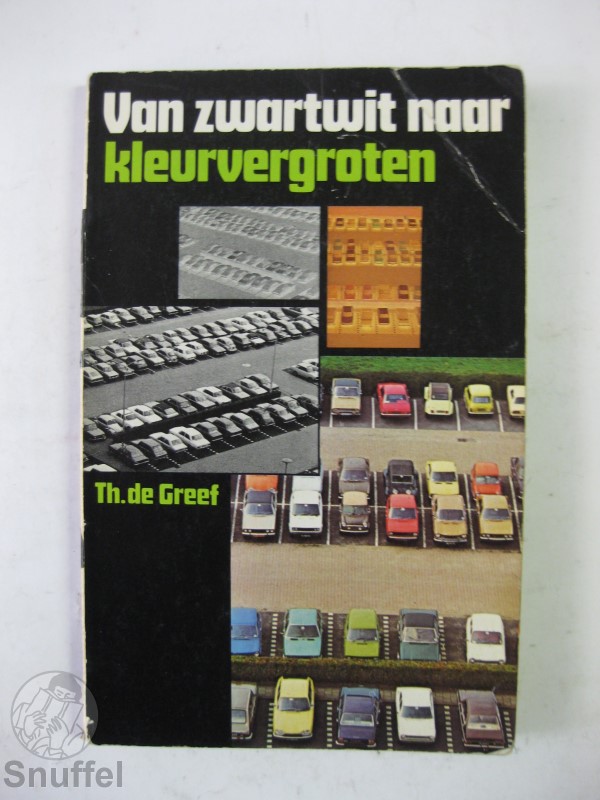 Van zwartwit naar
kleurvergroten
Th. de Greef
Snuffel